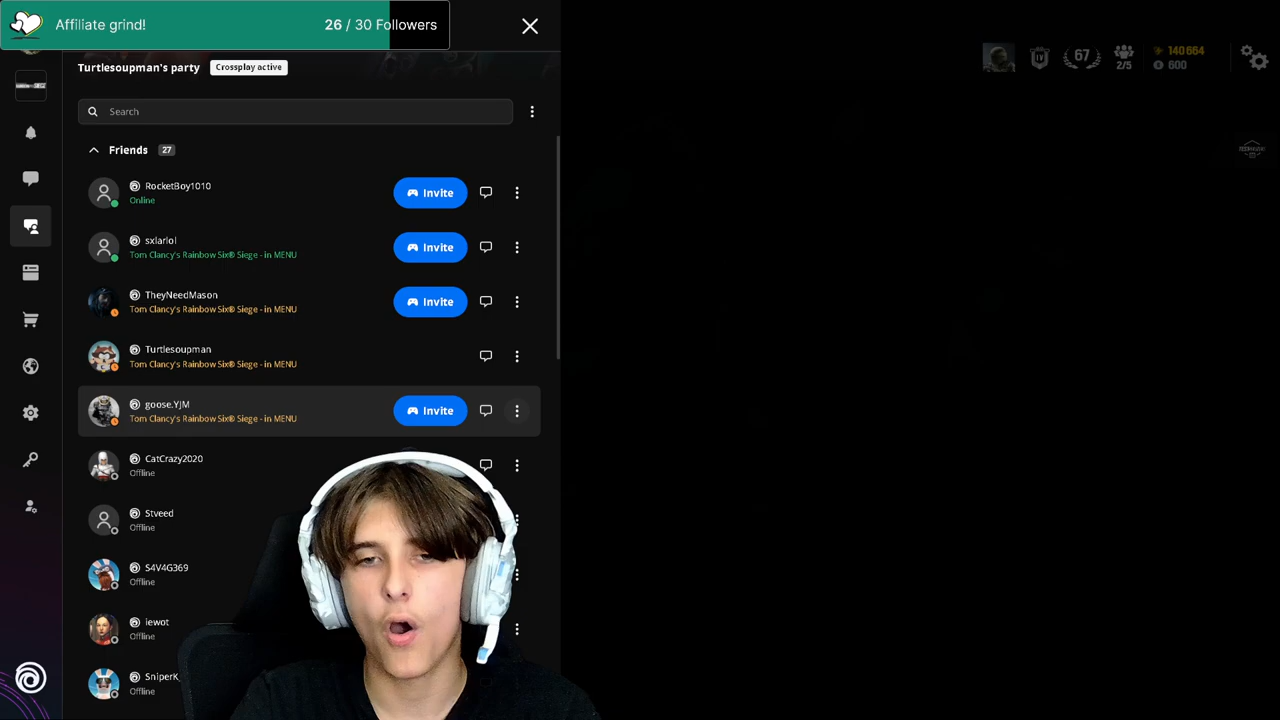 Affiliate grind! 26 / 30 Followers
Turtlesoupman's party Crossplay active
67 2/5 140 664
600
Search
Friends 27
RocketBoy1010
Online
Invite
sxlarlol
Tom Clancy's Rainbow Six® Siege - in MENU
Invite
TheyNeedMason
Tom Clancy's Rainbow Six® Siege - in MENU
Invite
Turtlesoupman
Tom Clancy's Rainbow Six® Siege - in MENU
goose.YJM
Tom Clancy's Rainbow Six® Siege - in MENU
Invite
CatCrazy2020
Offline
Stveed
Offline
S4V4G369
Offline
iewot
Offline
SniperK
Offline